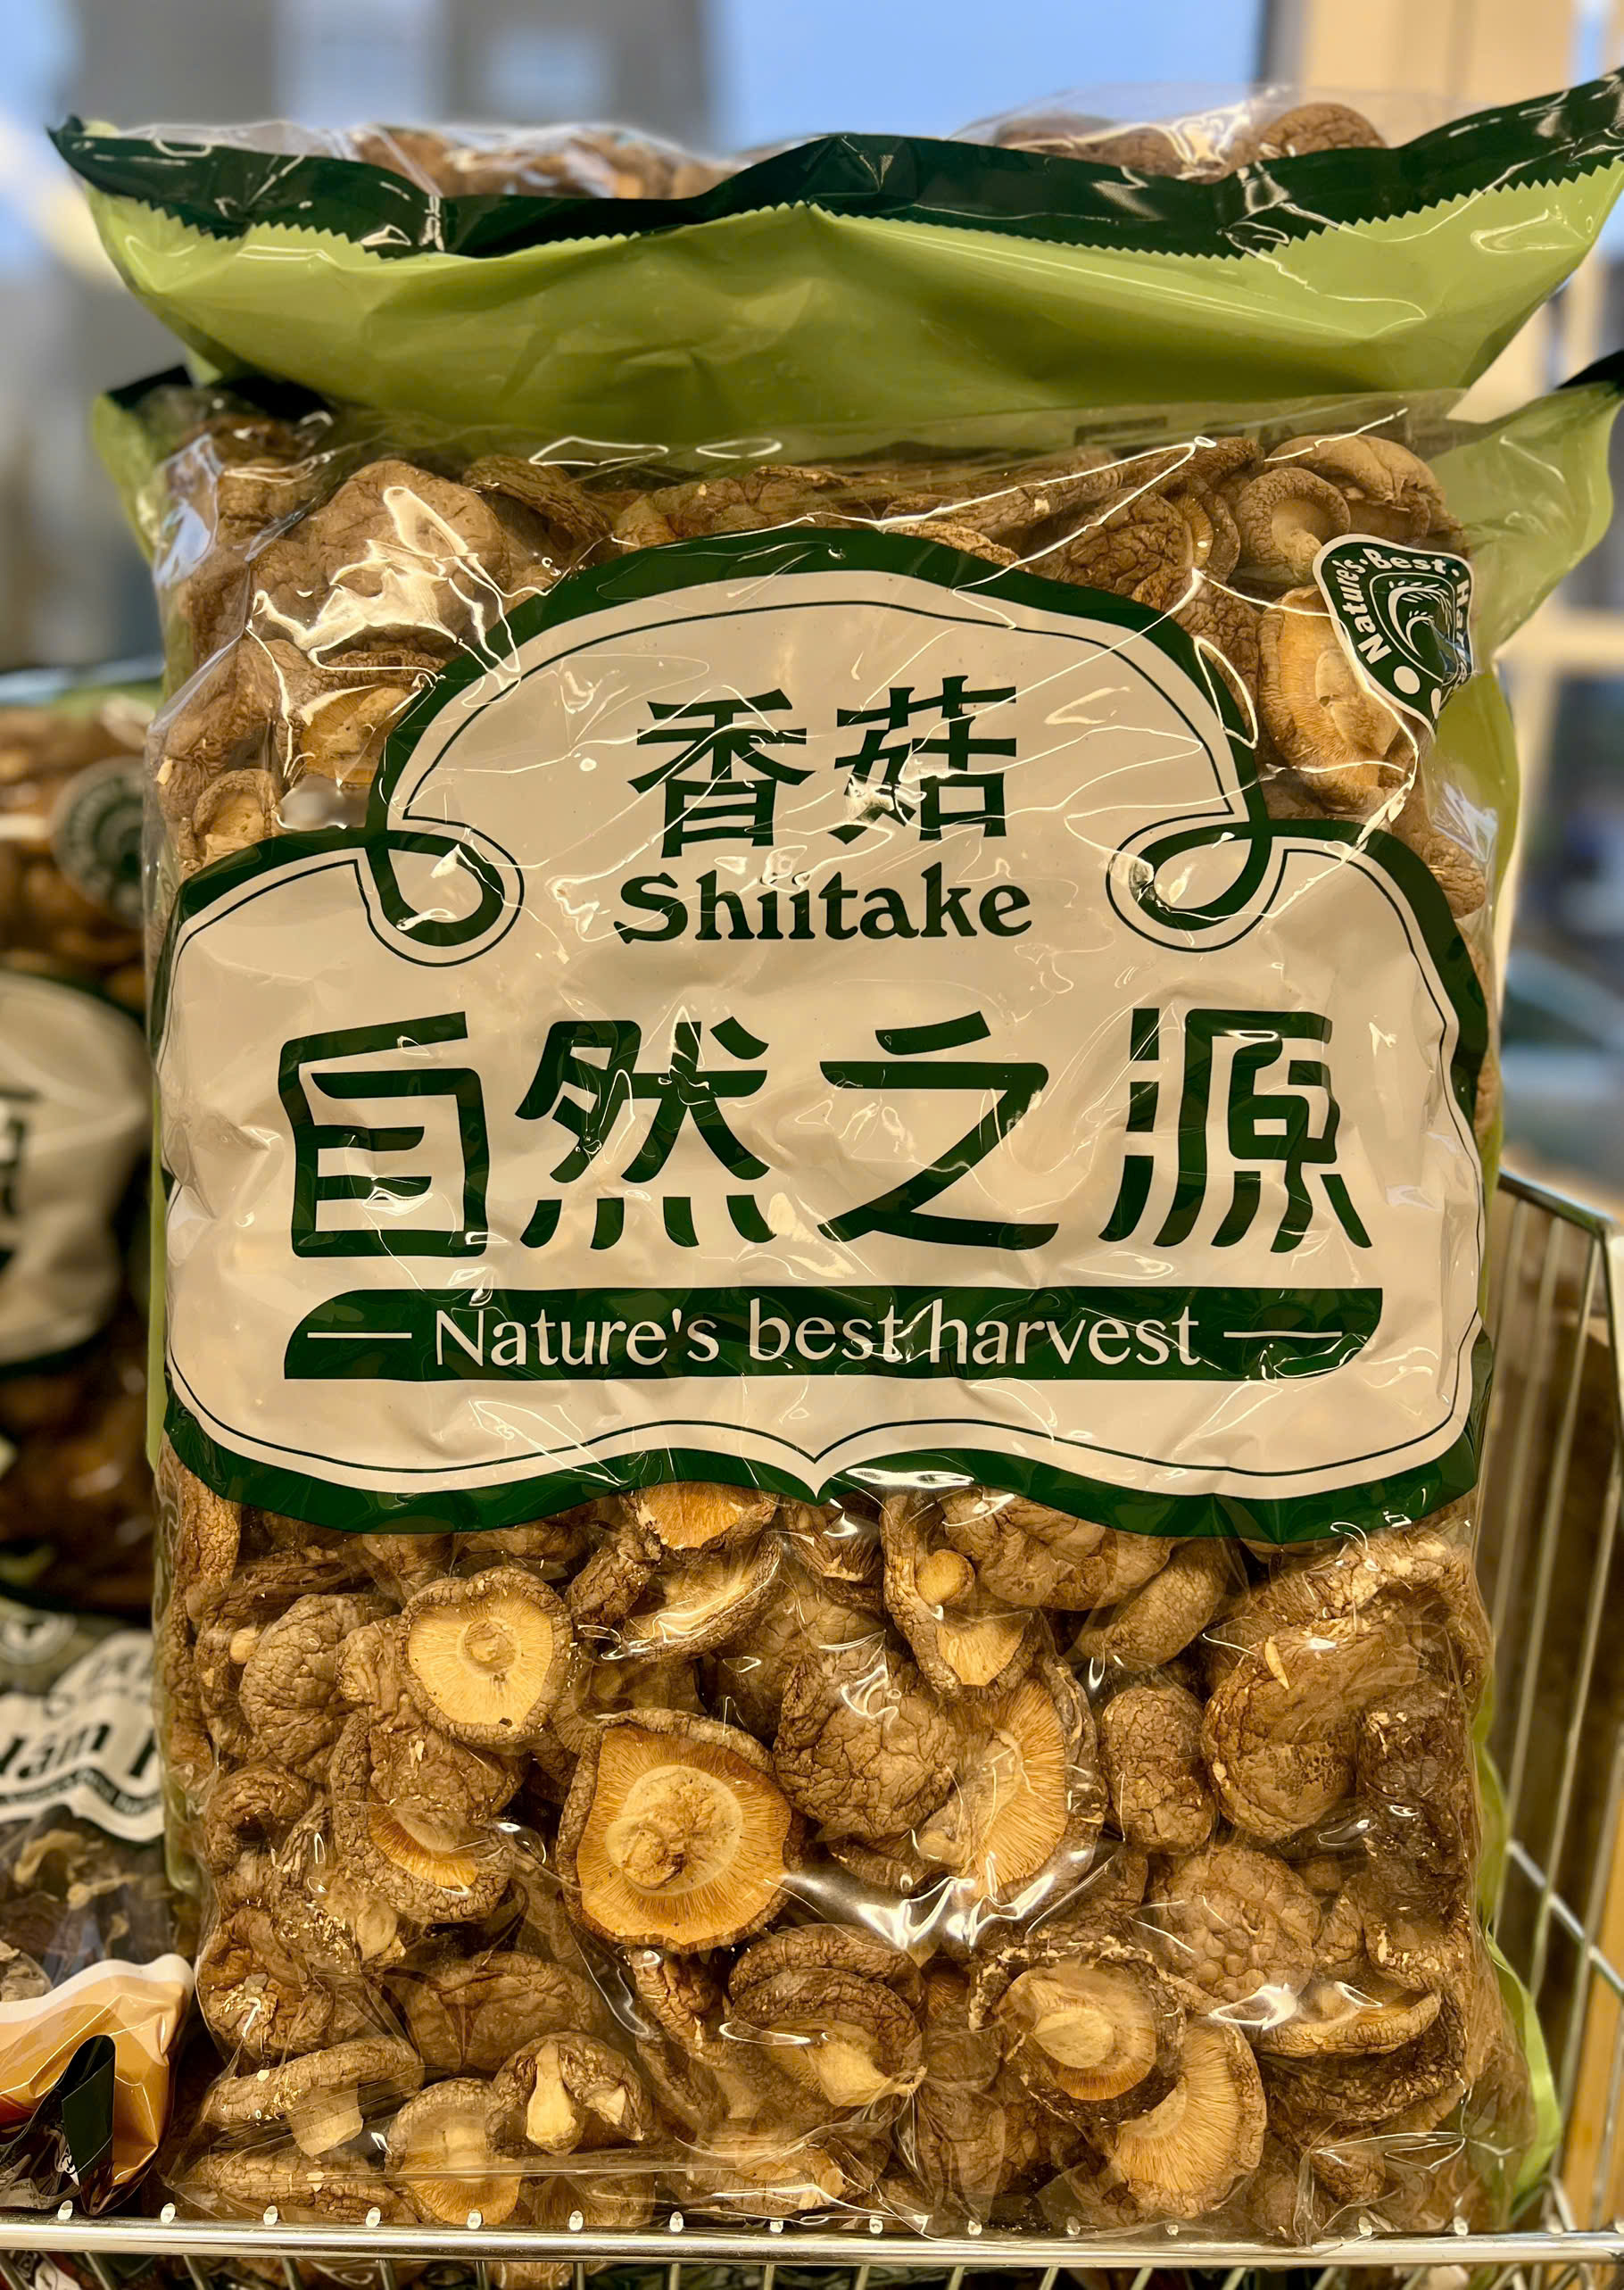 Nature's · Best ·
香菇
Shiitake
自然之源
Nature's best harvest